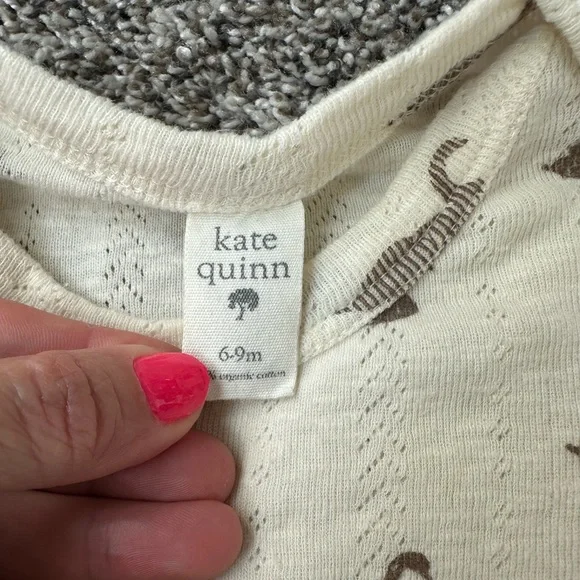 kate
quinn
6-9m
% organic cotton